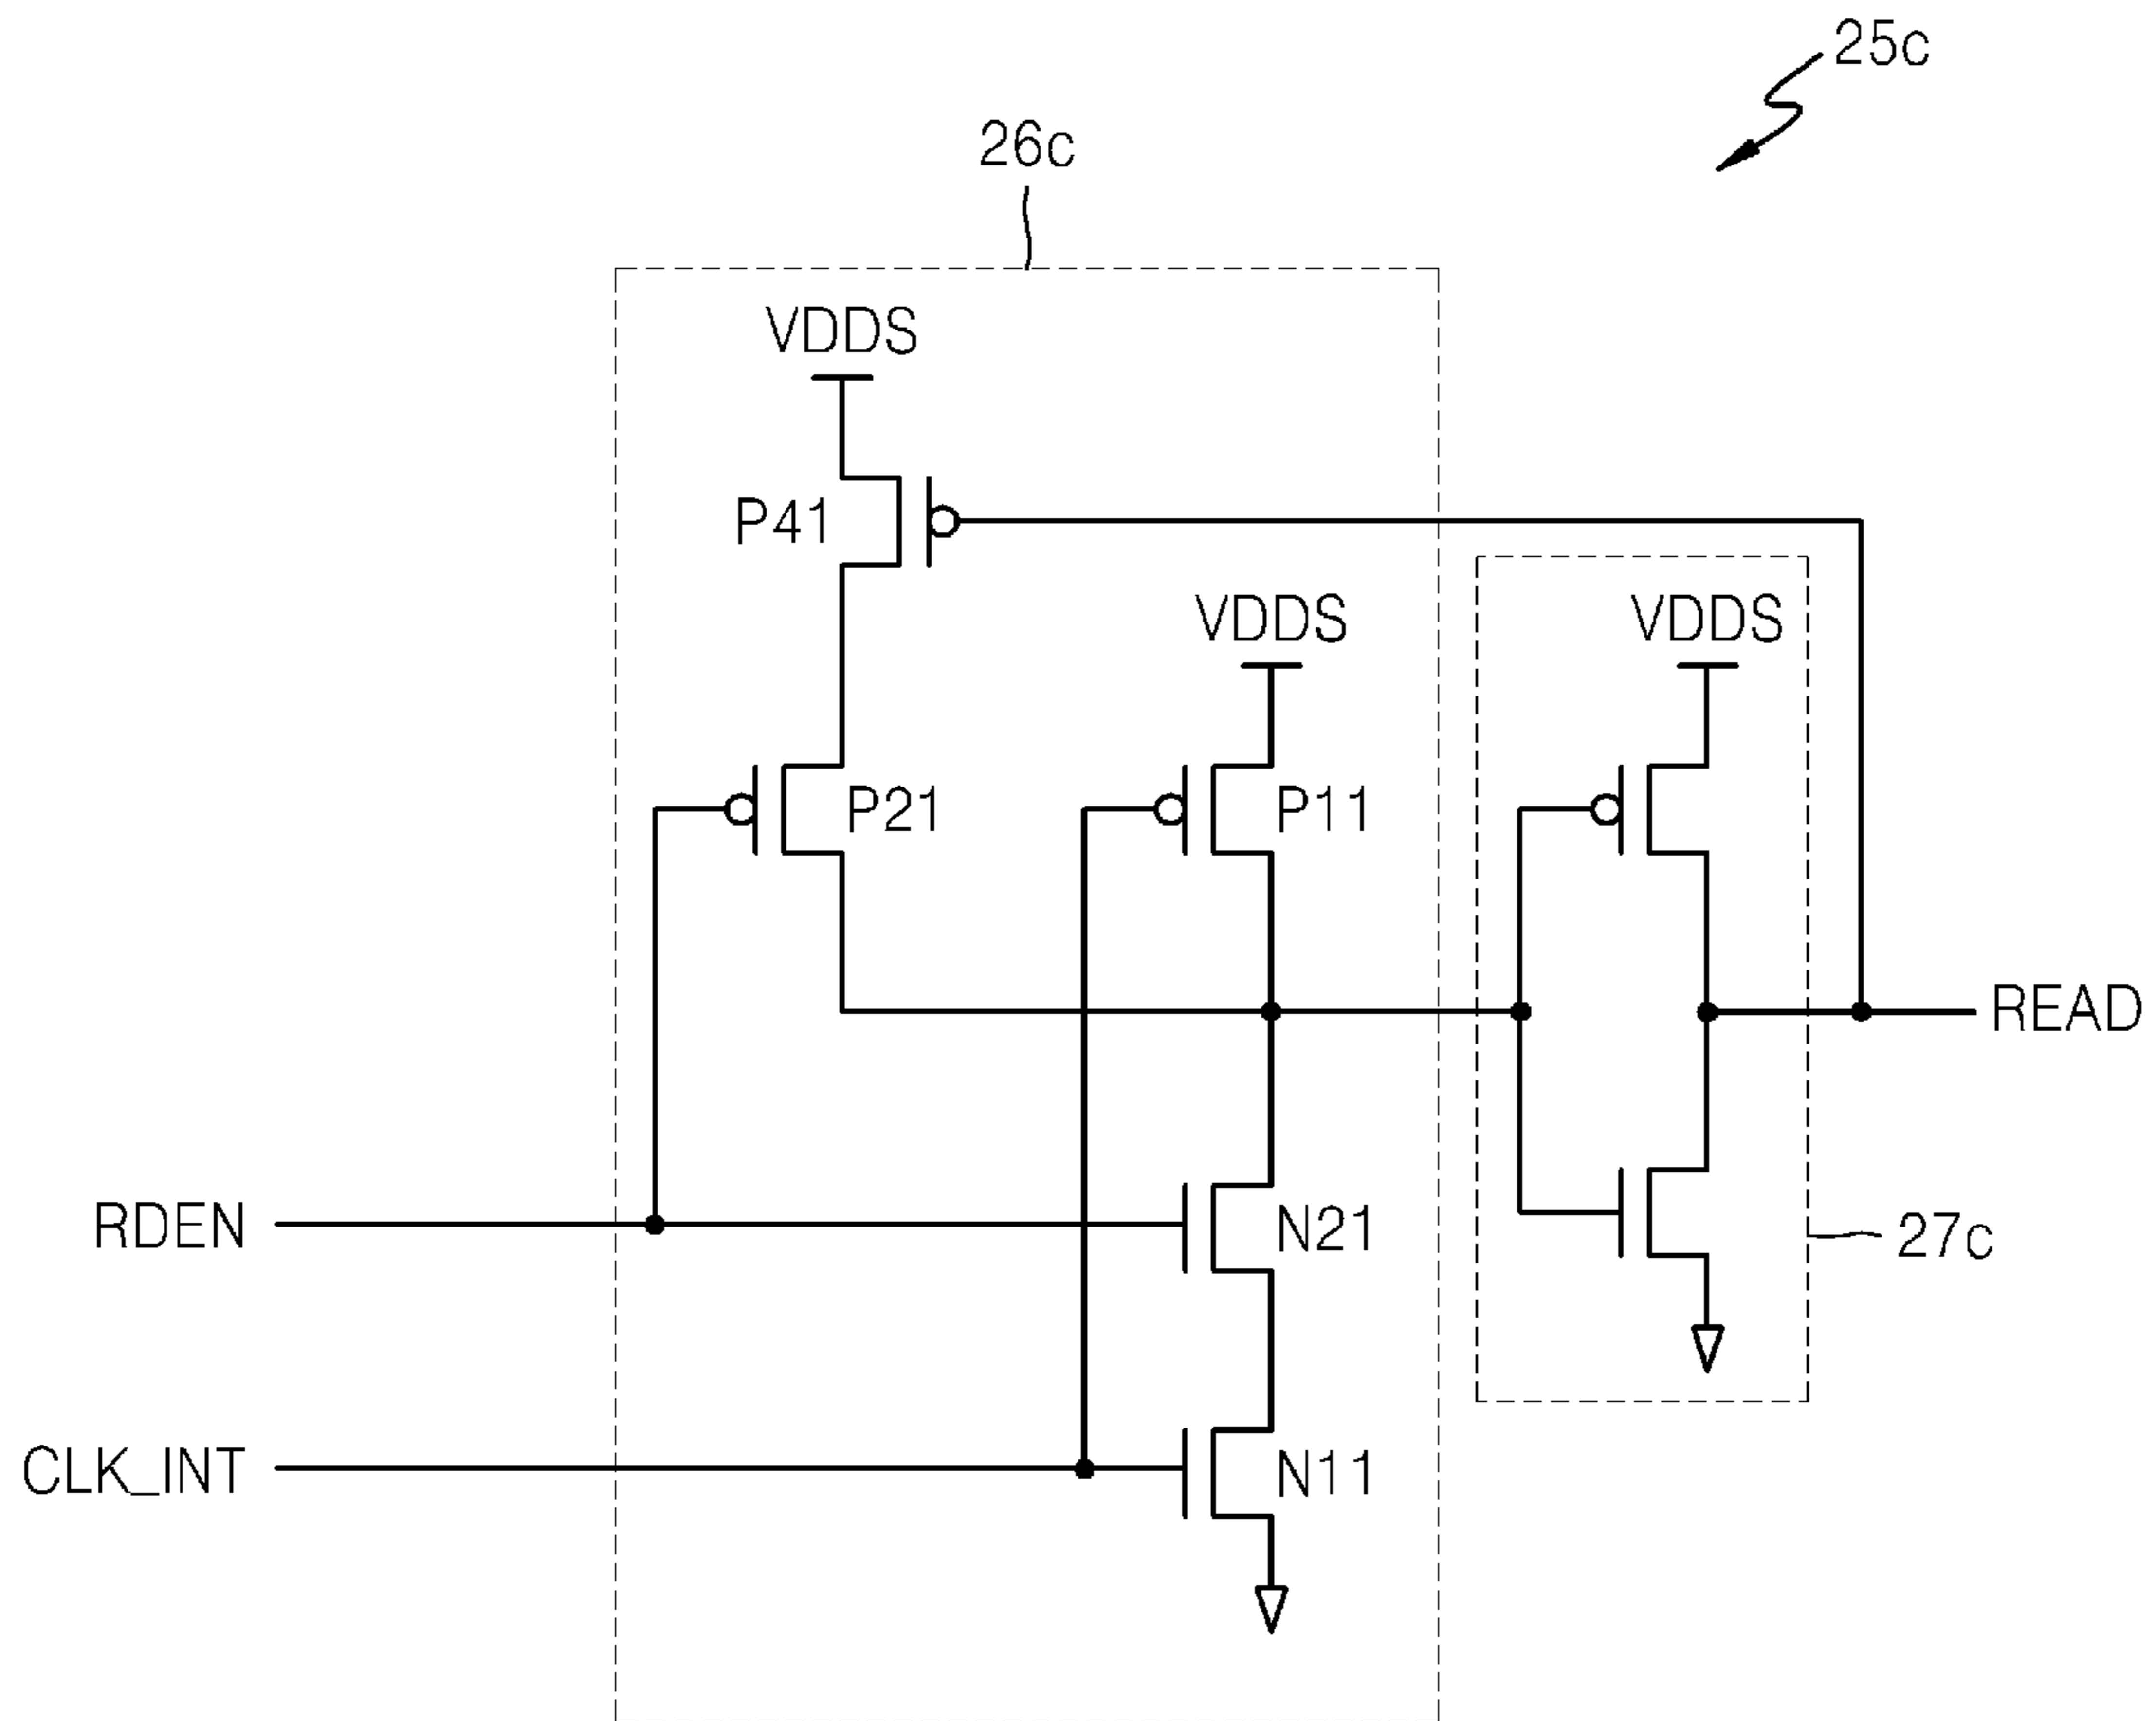 25c
26c
VDDS
P41
VDDS
VDDS
P21
P11
READ
RDEN
N21
27c
CLK_INT
N11